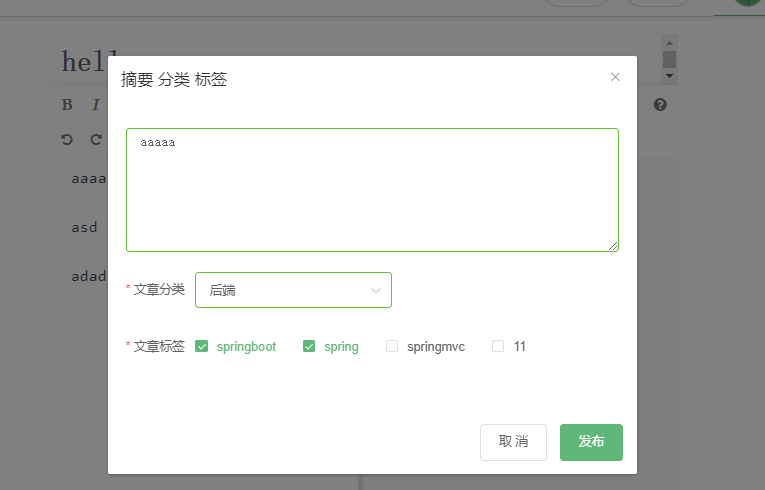 hell
摘要 分类 标签
B I
aaaaa
aaaa
asd
adad
* 文章分类 后端
* 文章标签 springboot spring springmvc 11
取 消 发布